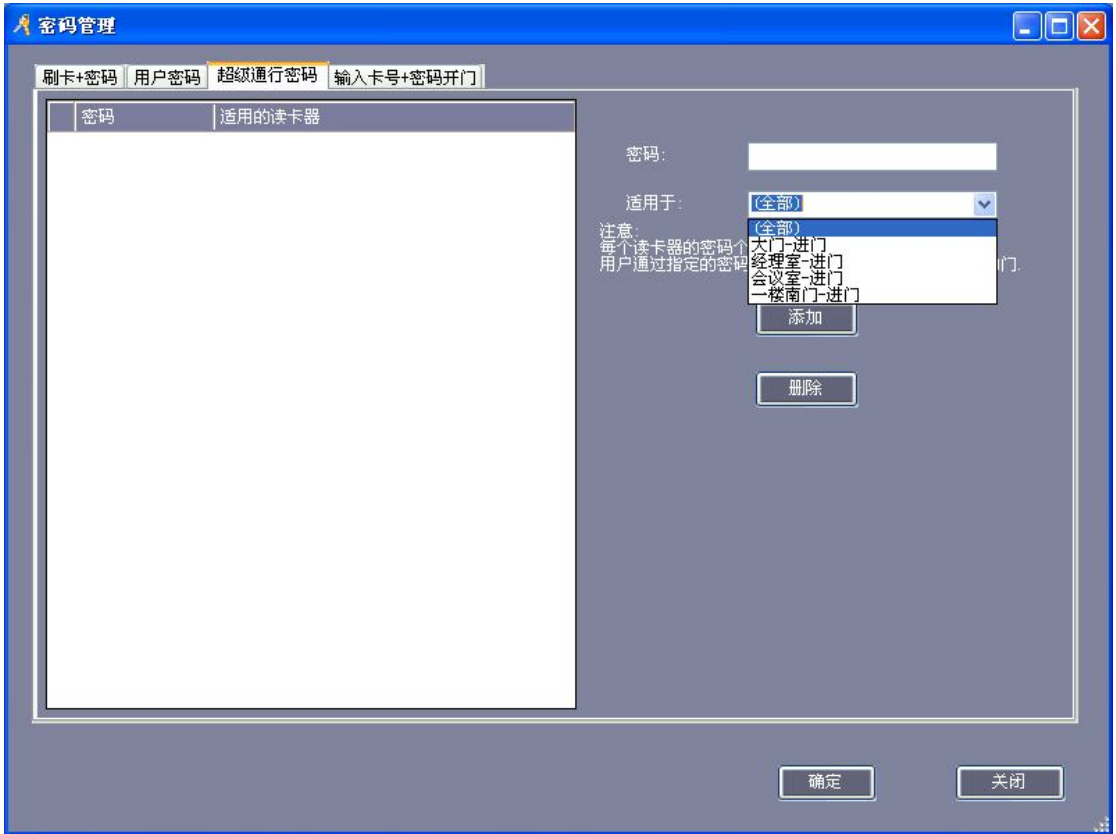 密码管理
刷卡+密码 用户密码 超级通行密码 输入卡号+密码开门
密码 适用的读卡器
密码:
适用于: (全部)
注意:
(全部)
每个读卡器的密码个
大门-进门
用户通过指定的密码 门.
经理室-进门
会议室-进门
一楼南门-进门
添加
删除
确定 关闭